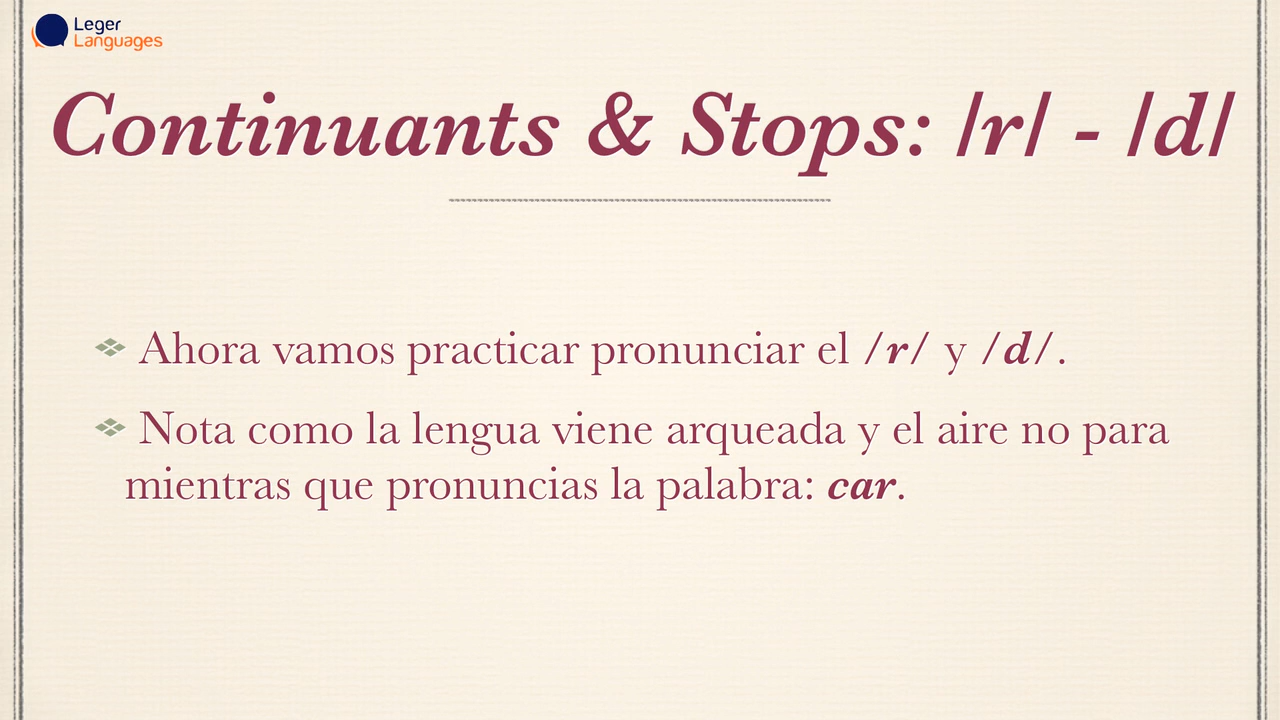 Leger
Languages
Continuants & Stops: /r/ - /d/
Ahora vamos practicar pronunciar el /r/ y /d/.
Nota como la lengua viene arqueada y el aire no para
mientras que pronuncias la palabra: car.